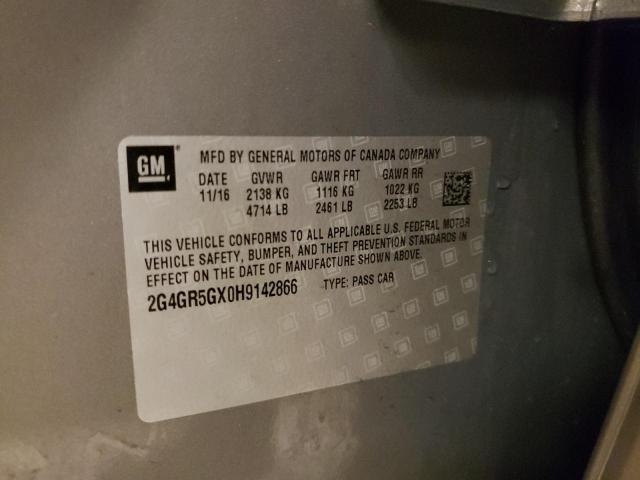 GM
MFD BY GENERAL MOTORS OF CANADA COMPANY
DATE GVWR GAWR FRT GAWR RR
11/16 2138 KG 1116 KG 1022 KG
4714 LB 2461 LB 2253 LB
THIS VEHICLE CONFORMS TO ALL APPLICABLE U.S. FEDERAL MOTOR
VEHICLE SAFETY, BUMPER, AND THEFT PREVENTION STANDARDS IN
EFFECT ON THE DATE OF MANUFACTURE SHOWN ABOVE.
2G4GR5GX0H9142866 TYPE: PASS CAR